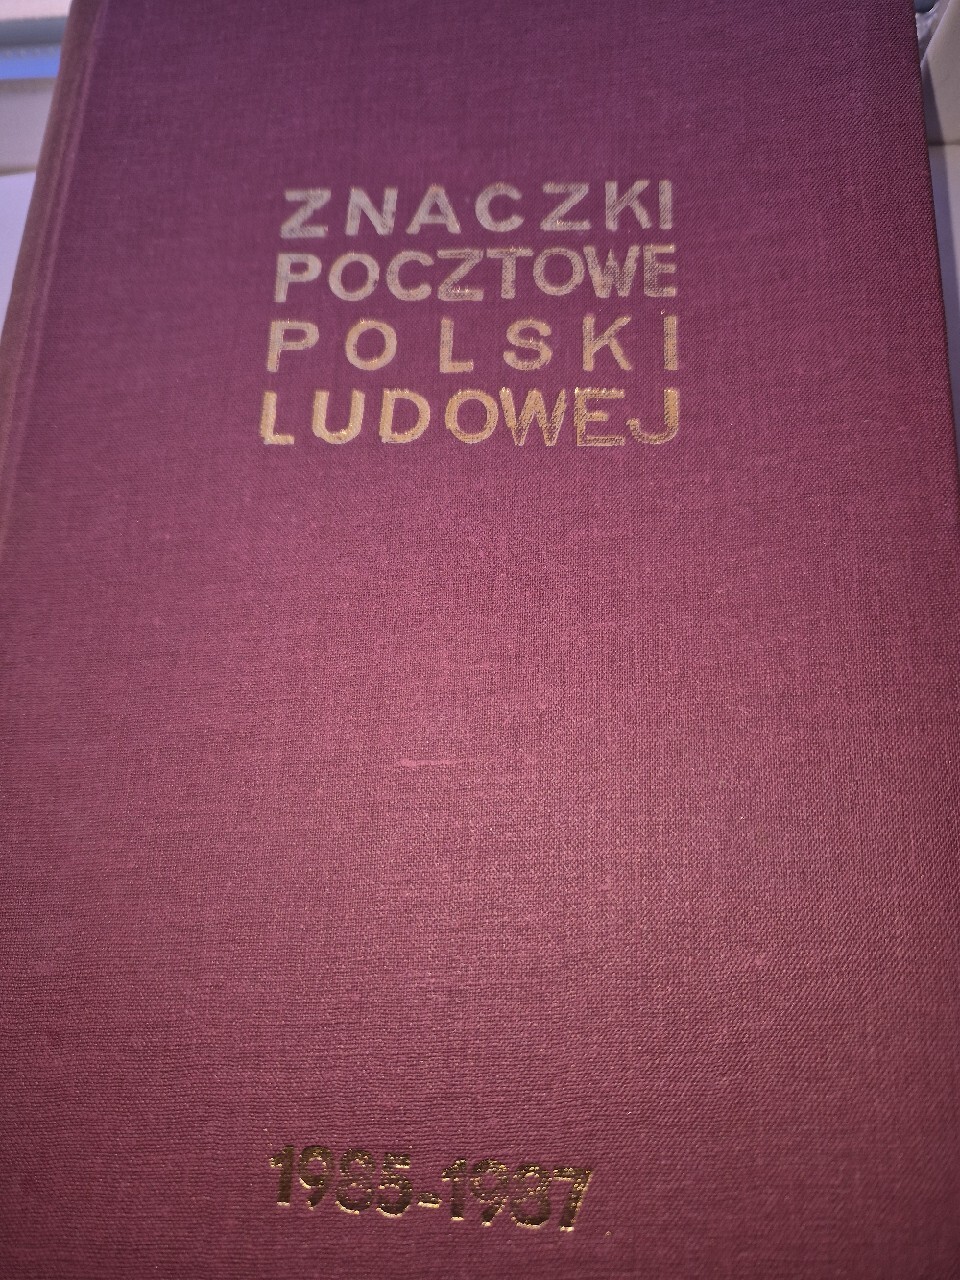 ZNACZKI
POCZTOWE
POLSKI
LUDOWEJ
1985-1987